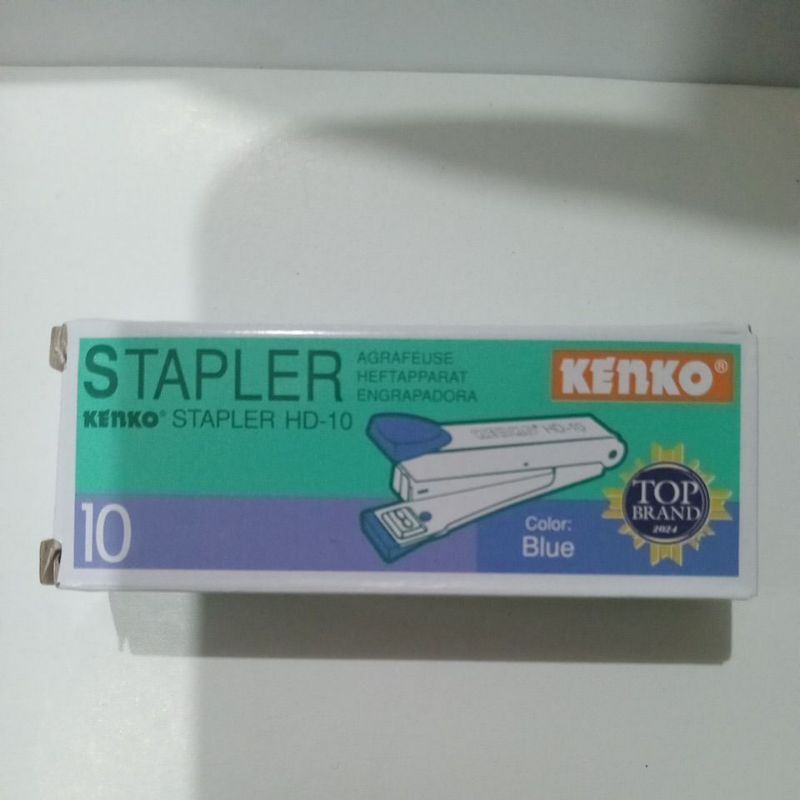 STAPLER
AGRAFEUSE
HEFTAPPARAT
ENGRAPADORA
KENKO®
KENKO® STAPLER HD-10
HD-10
10
Color:
Blue
TOP
BRAND
2024